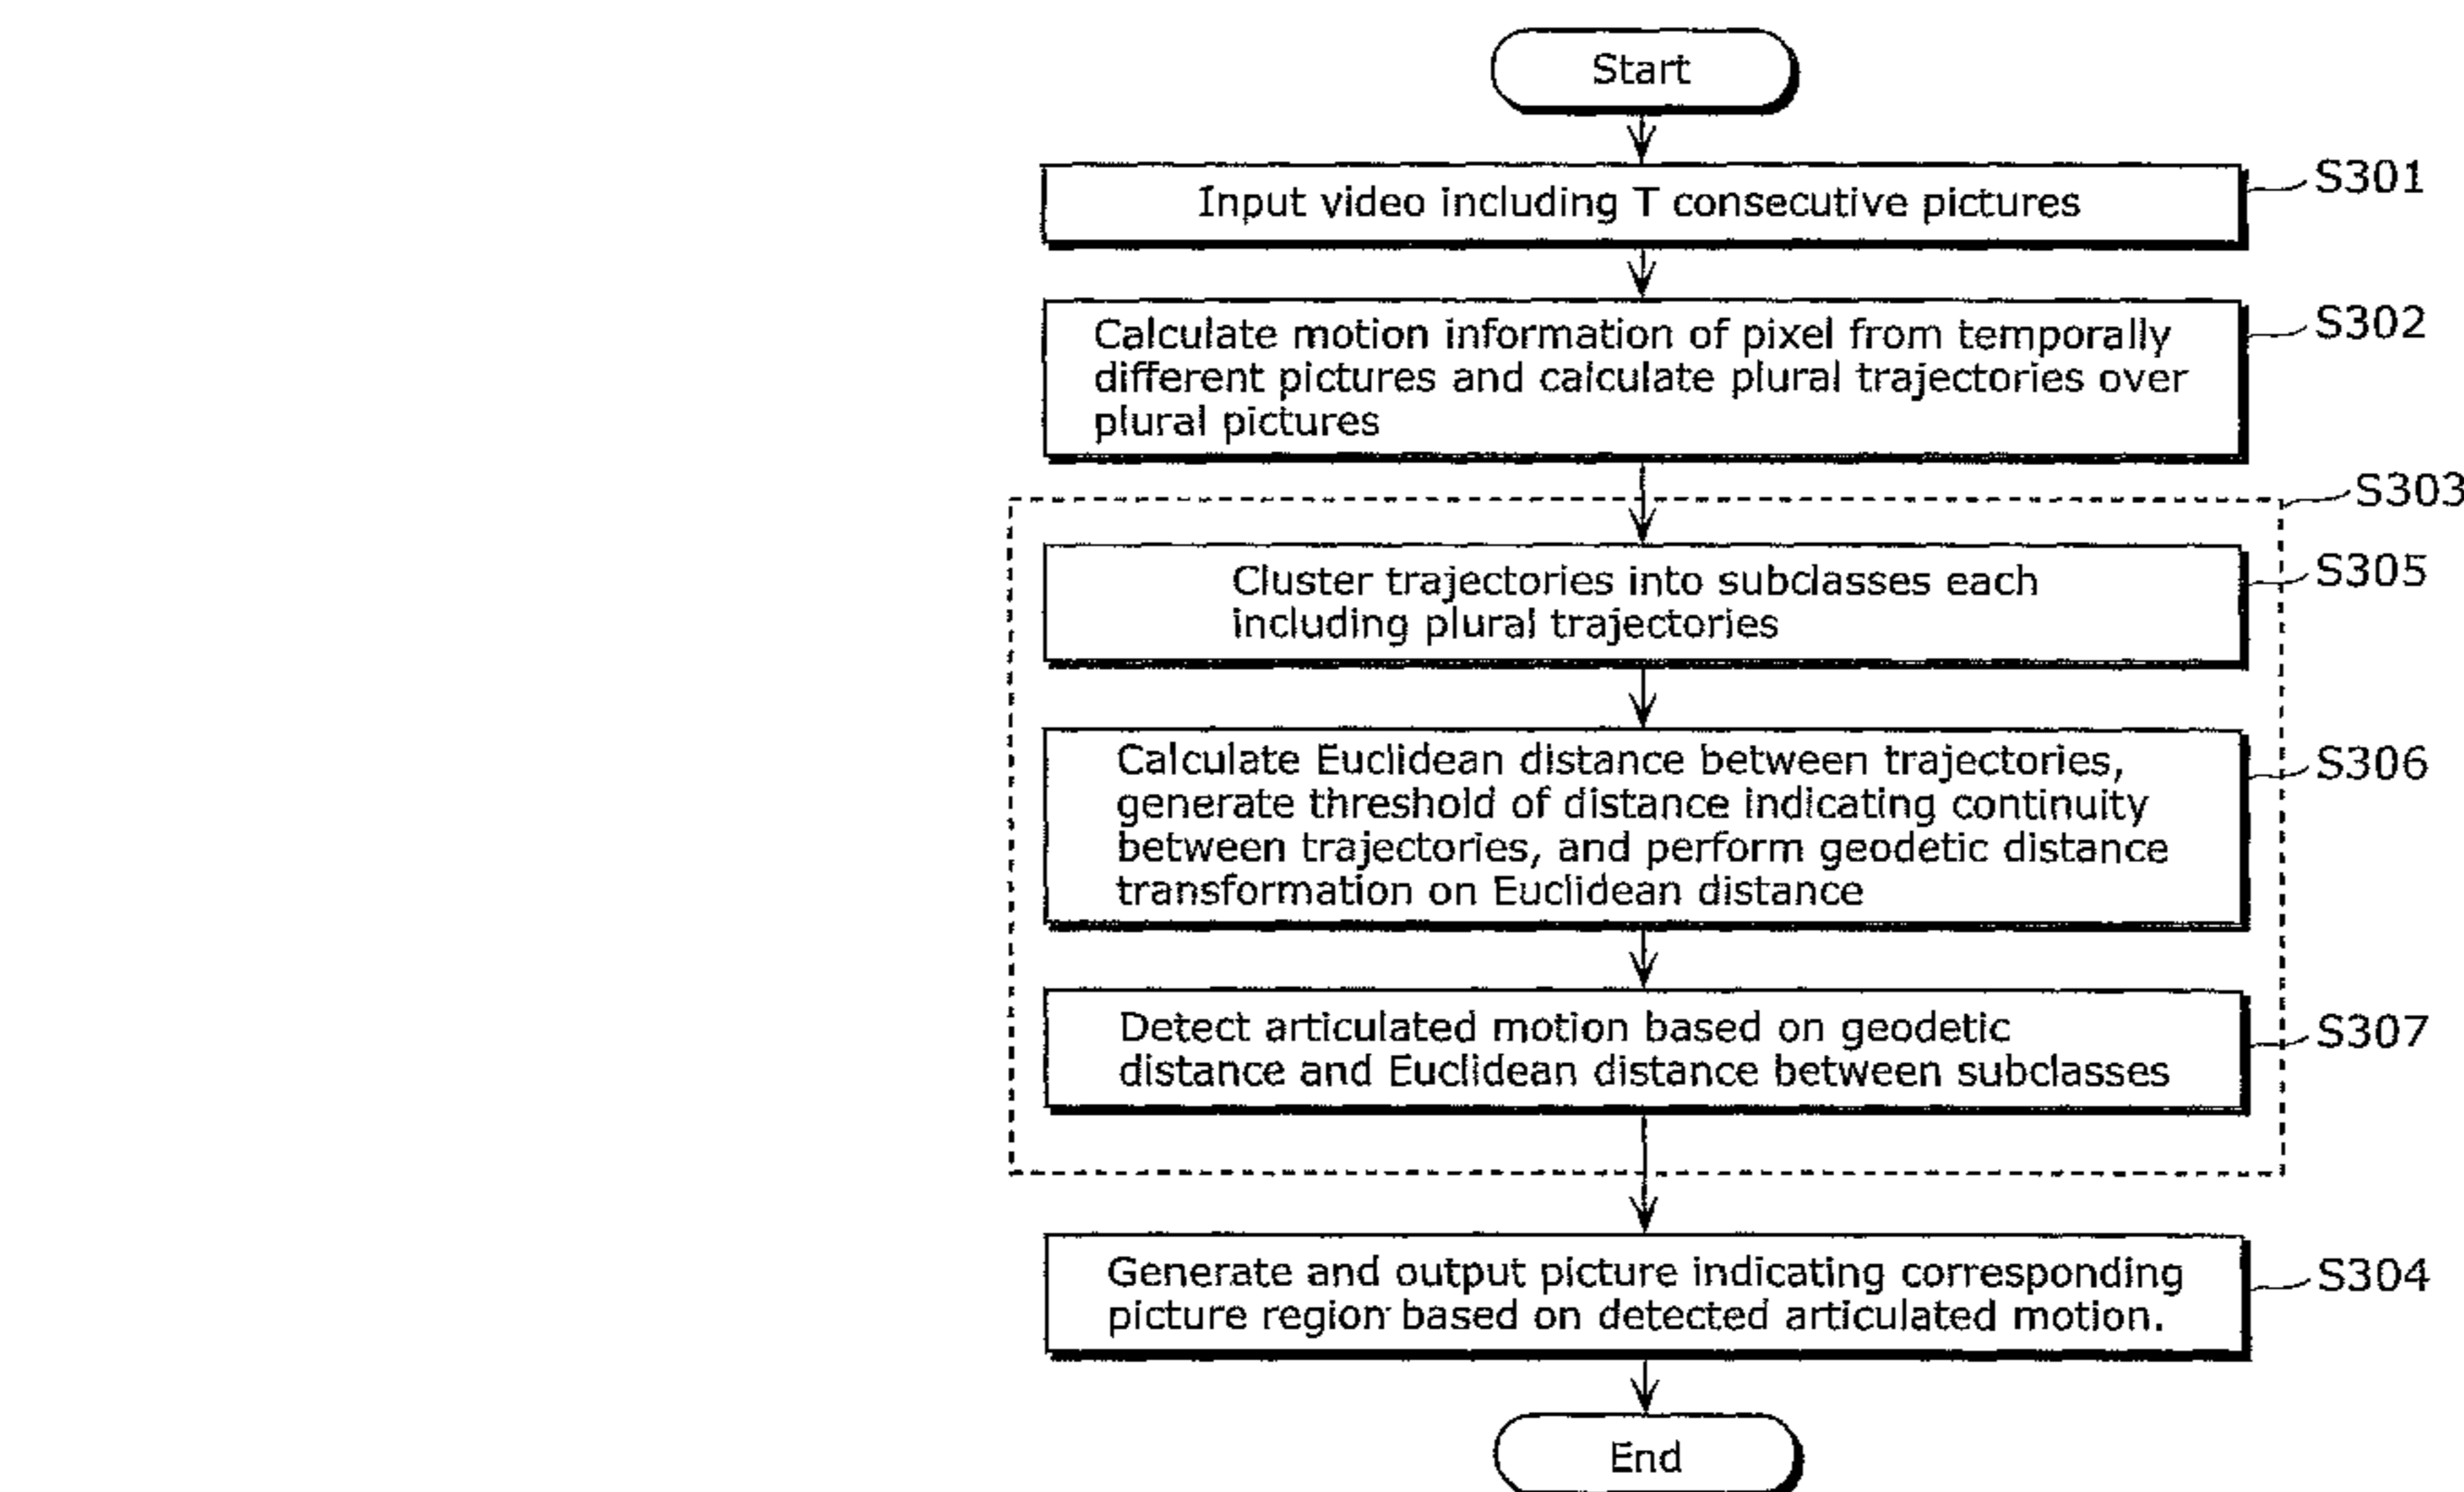 Start
Input video including T consecutive pictures
S301
Calculate motion information of pixel from temporally
different pictures and calculate plural trajectories over
plural pictures
S302
S303
Cluster trajectories into subclasses each
including plural trajectories
S305
Calculate Euclidean distance between trajectories,
generate threshold of distance indicating continuity
between trajectories, and perform geodetic distance
transformation on Euclidean distance
S306
Detect articulated motion based on geodetic
distance and Euclidean distance between subclasses
S307
Generate and output picture indicating corresponding
picture region based on detected articulated motion.
S304
End